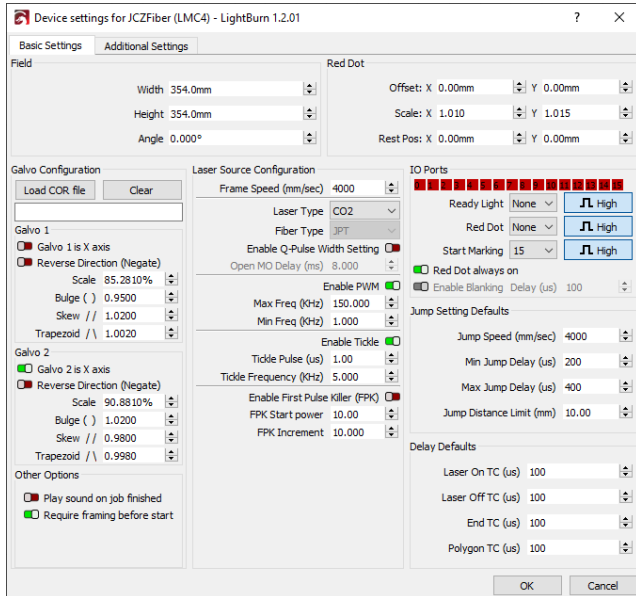 Device settings for JCZFiber (LMC4) - LightBurn 1.2.01
Basic Settings
Additional Settings
Field
Width 354.0mm
Height 354.0mm
Angle 0.000°
Red Dot
Offset: X 0.00mm Y 0.00mm
Scale: X 1.010 Y 1.015
Rest Pos: X 0.00mm Y 0.00mm
Galvo Configuration
Load COR file
Clear
Galvo 1
Galvo 1 is X axis
Reverse Direction (Negate)
Scale 85.2810%
Bulge ( ) 0.9500
Skew // 1.0200
Trapezoid /\ 1.0020
Galvo 2
Galvo 2 is X axis
Reverse Direction (Negate)
Scale 90.8810%
Bulge ( ) 1.0200
Skew // 0.9800
Trapezoid /\ 0.9980
Other Options
Play sound on job finished
Require framing before start
Laser Source Configuration
Frame Speed (mm/sec) 4000
Laser Type CO2
Fiber Type JPT
Enable Q-Pulse Width Setting
Open MO Delay (ms) 8.000
Enable PWM
Max Freq (KHz) 150.000
Min Freq (KHz) 1.000
Enable Tickle
Tickle Pulse (us) 1.00
Tickle Frequency (KHz) 5.000
Enable First Pulse Killer (FPK)
FPK Start power 10.00
FPK Increment 10.000
IO Ports
0 1 2 3 4 5 6 7 8 9 10 11 12 13 14 15
Ready Light None High
Red Dot None High
Start Marking 15 High
Red Dot always on
Enable Blanking Delay (us) 100
Jump Setting Defaults
Jump Speed (mm/sec) 4000
Min Jump Delay (us) 200
Max Jump Delay (us) 400
Jump Distance Limit (mm) 10.00
Delay Defaults
Laser On TC (us) 100
Laser Off TC (us) 100
End TC (us) 100
Polygon TC (us) 100
OK
Cancel